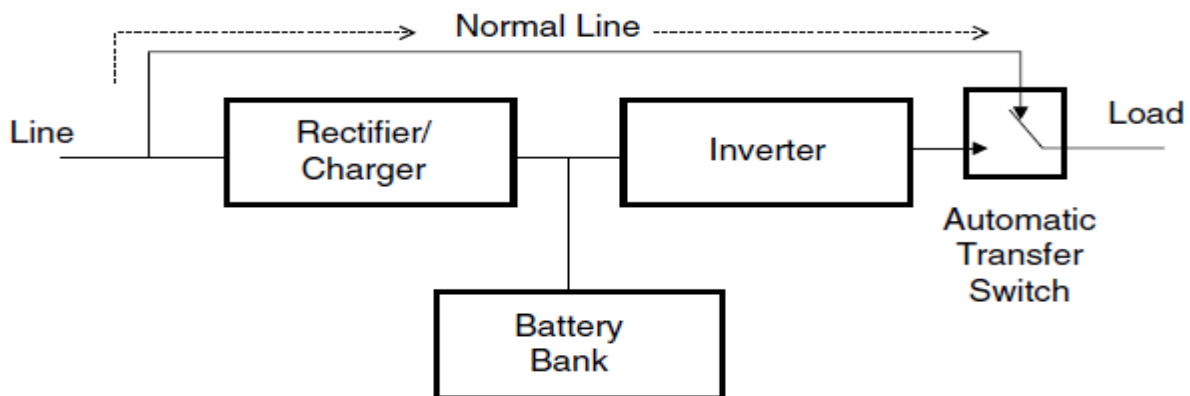 Normal Line
Line
Rectifier/
Charger
Inverter
Load
Automatic
Transfer
Switch
Battery
Bank